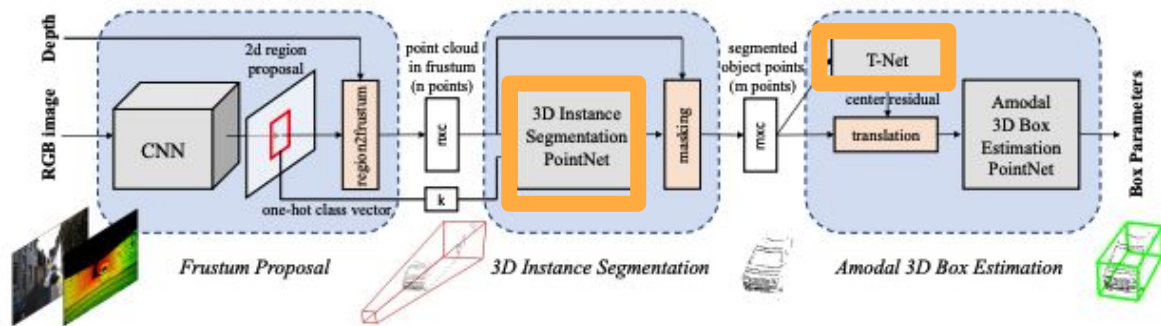 Depth
RGB image
CNN
2d region
proposal
region2frustum
one-hot class vector
Frustum Proposal
point cloud
in frustum
(n points)
nxc
k
3D Instance
Segmentation
PointNet
masking
3D Instance Segmentation
segmented
object points
(m points)
mxc
T-Net
center residual
translation
Amodal
3D Box
Estimation
PointNet
Amodal 3D Box Estimation
Box Parameters